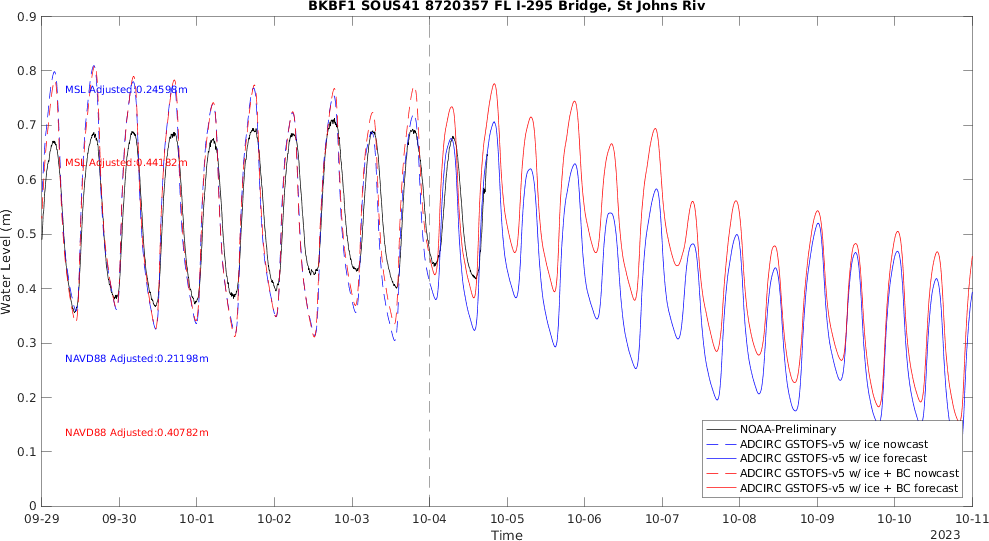 BKBF1 SOUS41 8720357 FL I-295 Bridge, St Johns Riv
0.9
0.8
0.7
0.6
0.5
0.4
0.3
0.2
0.1
0
Water Level (m)
MSL Adjusted:0.24598m
MSL Adjusted:0.44182m
NAVD88 Adjusted:0.21198m
NAVD88 Adjusted:0.40782m
NOAA-Preliminary
ADCIRC GSTOFS-v5 w/ ice nowcast
ADCIRC GSTOFS-v5 w/ ice forecast
ADCIRC GSTOFS-v5 w/ ice + BC nowcast
ADCIRC GSTOFS-v5 w/ ice + BC forecast
09-29 09-30 10-01 10-02 10-03 10-04 10-05 10-06 10-07 10-08 10-09 10-10 10-11
Time
2023